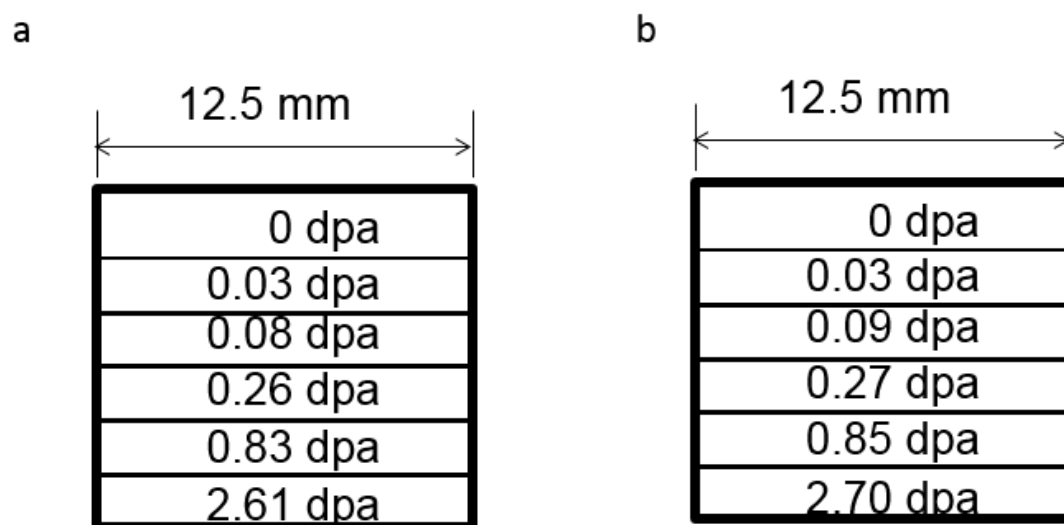 a
12.5 mm
0 dpa
0.03 dpa
0.08 dpa
0.26 dpa
0.83 dpa
2.61 dpa
b
12.5 mm
0 dpa
0.03 dpa
0.09 dpa
0.27 dpa
0.85 dpa
2.70 dpa